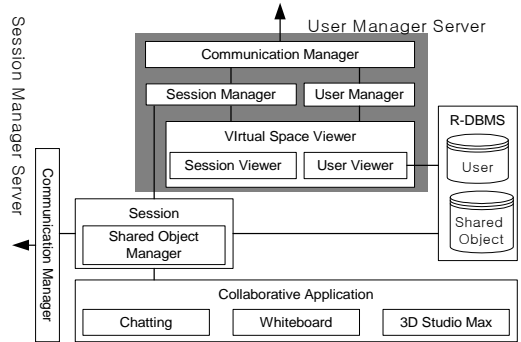 User Manager Server
Session Manager Server
Communication Manager
Session Manager
User Manager
VIrtual Space Viewer
Session Viewer
User Viewer
R-DBMS
User
Shared
Object
Communication Manager
Session
Shared Object
Manager
Collaborative Application
Chatting
Whiteboard
3D Studio Max